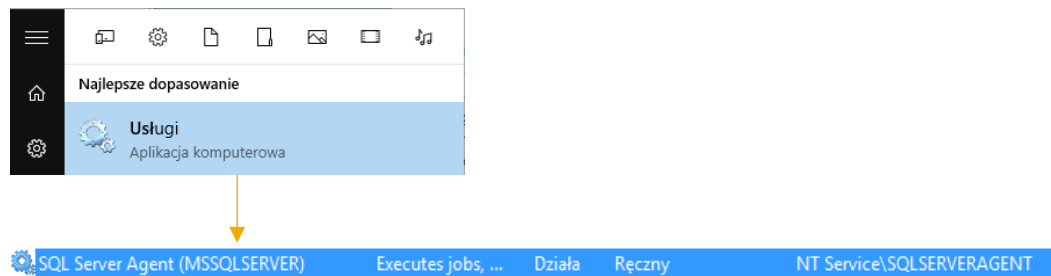 Najlepsze dopasowanie
Usługi
Aplikacja komputerowa
SQL Server Agent (MSSQLSERVER) Executes jobs, ... Działa Ręczny NT Service\SQLSERVERAGENT